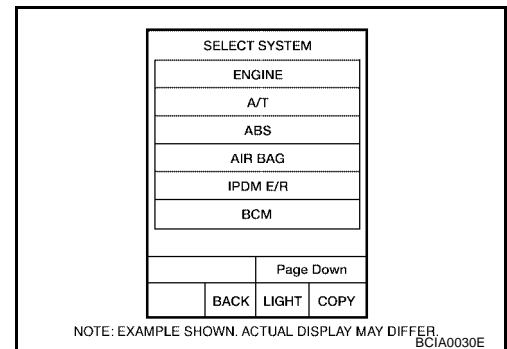 SELECT SYSTEM
ENGINE
A/T
ABS
AIR BAG
IPDM E/R
BCM
Page Down
BACK LIGHT COPY
NOTE: EXAMPLE SHOWN. ACTUAL DISPLAY MAY DIFFER.
BCIA0030E